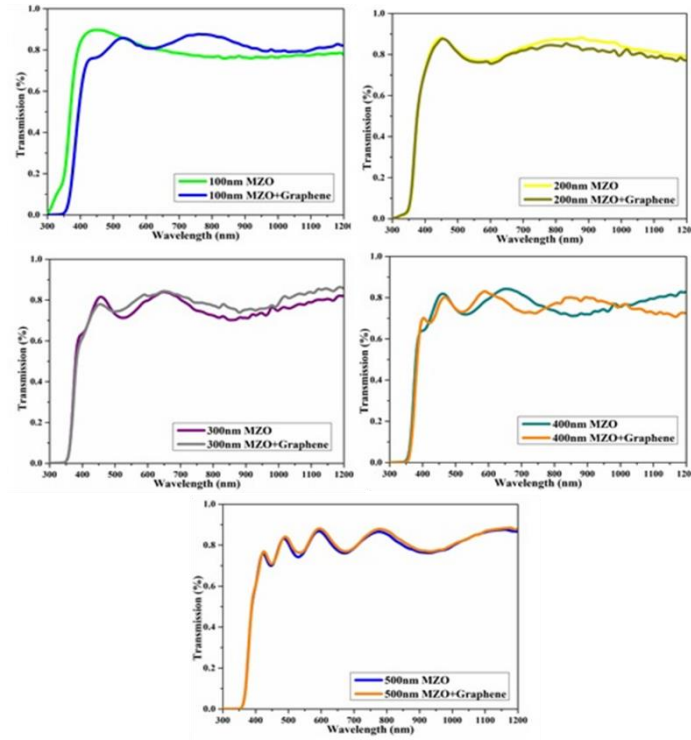 1.0
0.8
0.6
0.4
0.2
0.0
Transmission (%)
100nm MZO
100nm MZO+Graphene
300 400 500 600 700 800 900 1000 1100 1200
Wavelength (nm)
1.0
0.8
0.6
0.4
0.2
0.0
Transmission (%)
200nm MZO
200nm MZO+Graphene
300 400 500 600 700 800 900 1000 1100 1200
Wavelength (nm)
1.0
0.8
0.6
0.4
0.2
0.0
Transmission (%)
300nm MZO
300nm MZO+Graphene
300 400 500 600 700 800 900 1000 1100 1200
Wavelength (nm)
1.0
0.8
0.6
0.4
0.2
0.0
Transmission (%)
400nm MZO
400nm MZO+Graphene
300 400 500 600 700 800 900 1000 1100 1200
Wavelength (nm)
1.0
0.8
0.6
0.4
0.2
0.0
Transmission (%)
500nm MZO
500nm MZO+Graphene
300 400 500 600 700 800 900 1000 1100 1200
Wavelength (nm)